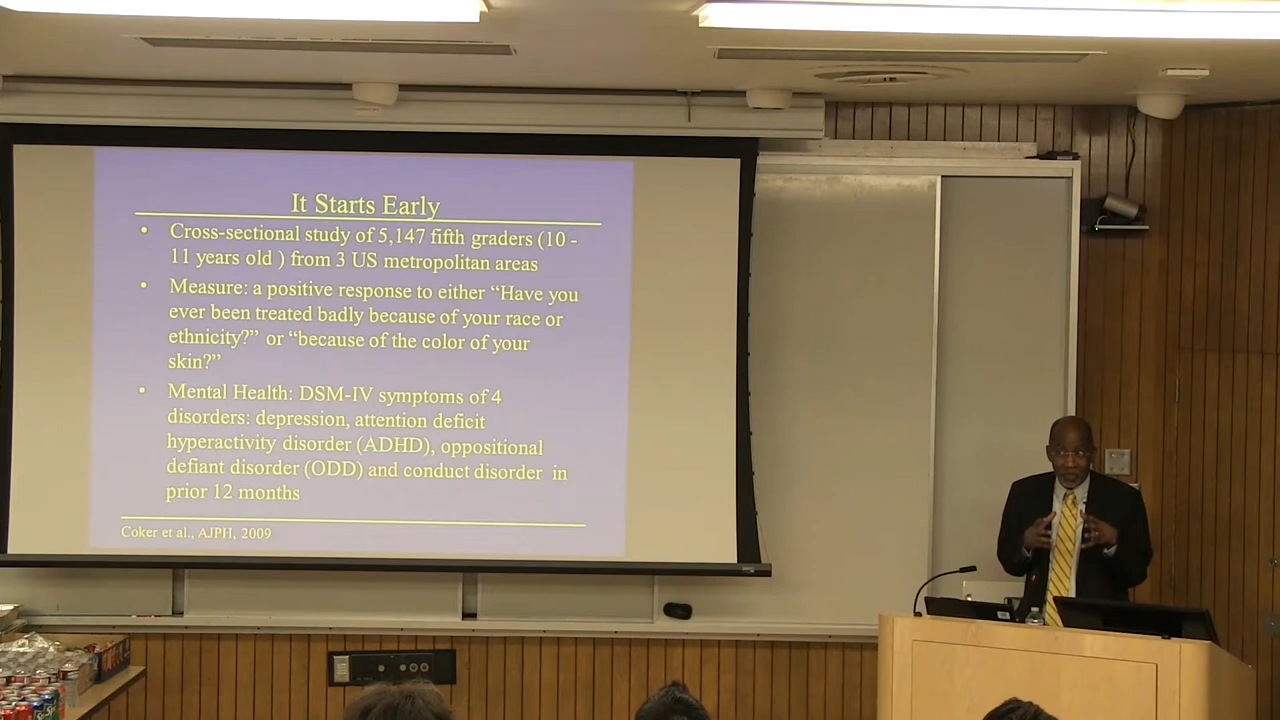 It Starts Early
• Cross-sectional study of 5,147 fifth graders (10 -
11 years old ) from 3 US metropolitan areas
• Measure: a positive response to either “Have you
ever been treated badly because of your race or
ethnicity?” or “because of the color of your
skin?”
• Mental Health: DSM-IV symptoms of 4
disorders: depression, attention deficit
hyperactivity disorder (ADHD), oppositional
defiant disorder (ODD) and conduct disorder in
prior 12 months
Coker et al., AJPH, 2009